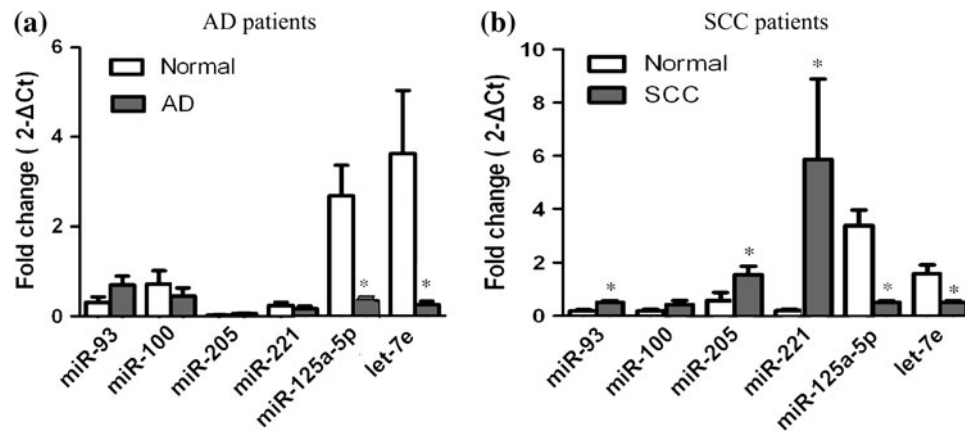 (a)
AD patients
Fold change ( 2-ΔCt)
6
4
2
0
Normal
AD
*
*
miR-93
miR-100
miR-205
miR-221
miR-125a-5p
let-7e
(b)
SCC patients
Fold change ( 2-ΔCt)
10
8
6
4
2
0
Normal
SCC
*
*
*
*
*
miR-93
miR-100
miR-205
miR-221
miR-125a-5p
let-7e